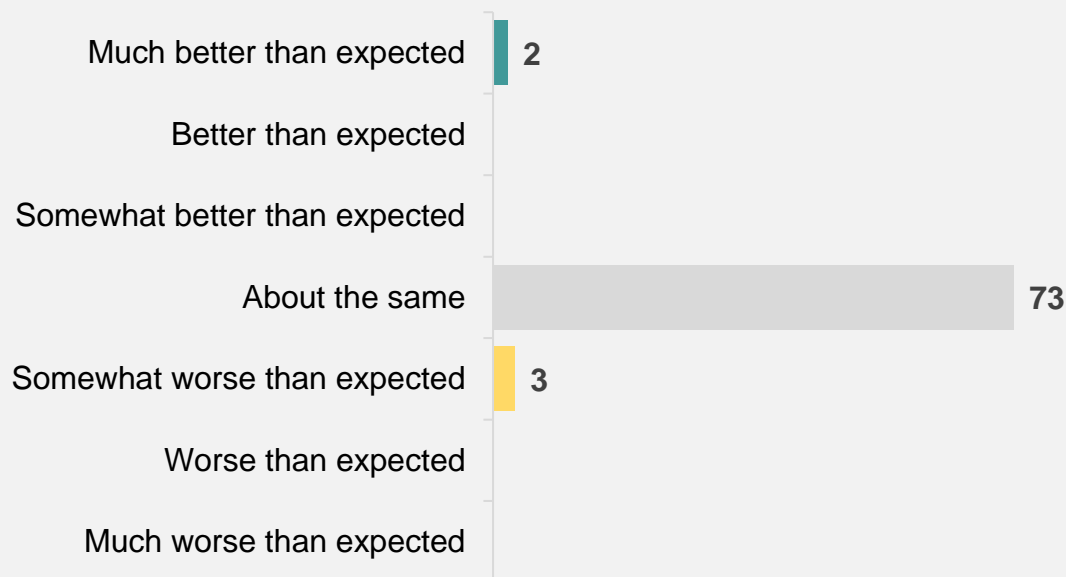 Much better than expected 2
Better than expected
Somewhat better than expected
About the same 73
Somewhat worse than expected 3
Worse than expected
Much worse than expected